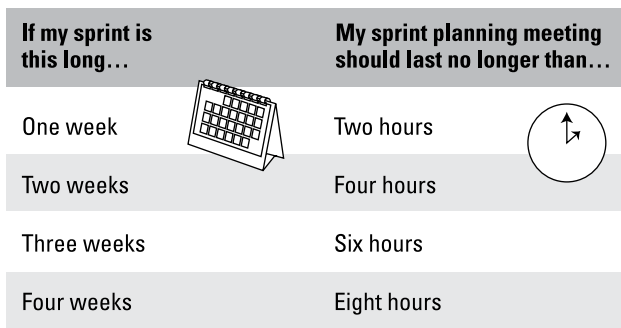 If my sprint is
this long…
My sprint planning meeting
should last no longer than…
One week
Two hours
Two weeks
Four hours
Three weeks
Six hours
Four weeks
Eight hours